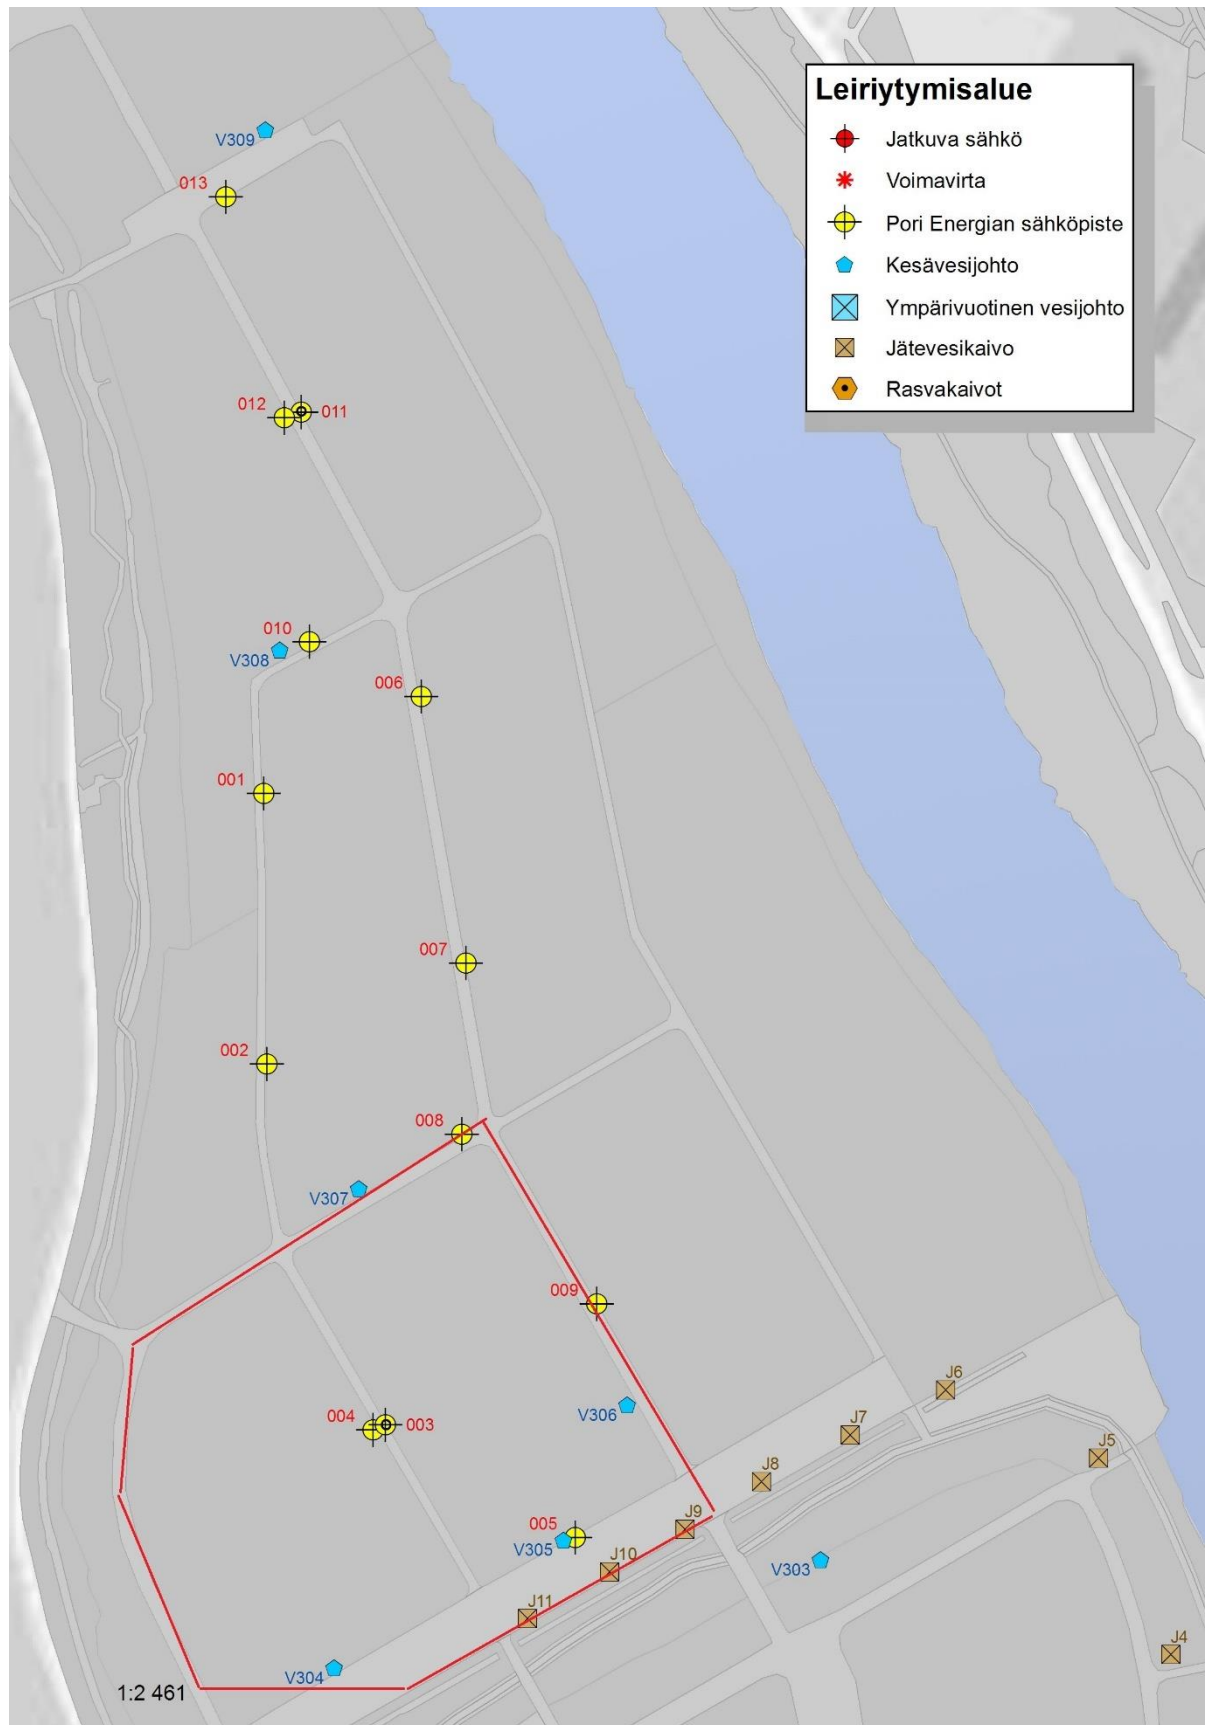 Leiriytymisalue
Jatkuva sähkö
Voimavirta
Pori Energian sähköpiste
Kesävesijohto
Ympärivuotinen vesijohto
Jätevesikaivo
Rasvakaivot
V309
013
012
011
010
V308
006
001
007
002
008
V307
009
J6
V306
004
003
J7
J5
J8
J9
005
V305
J10
V303
J11
J4
V304
1:2 461